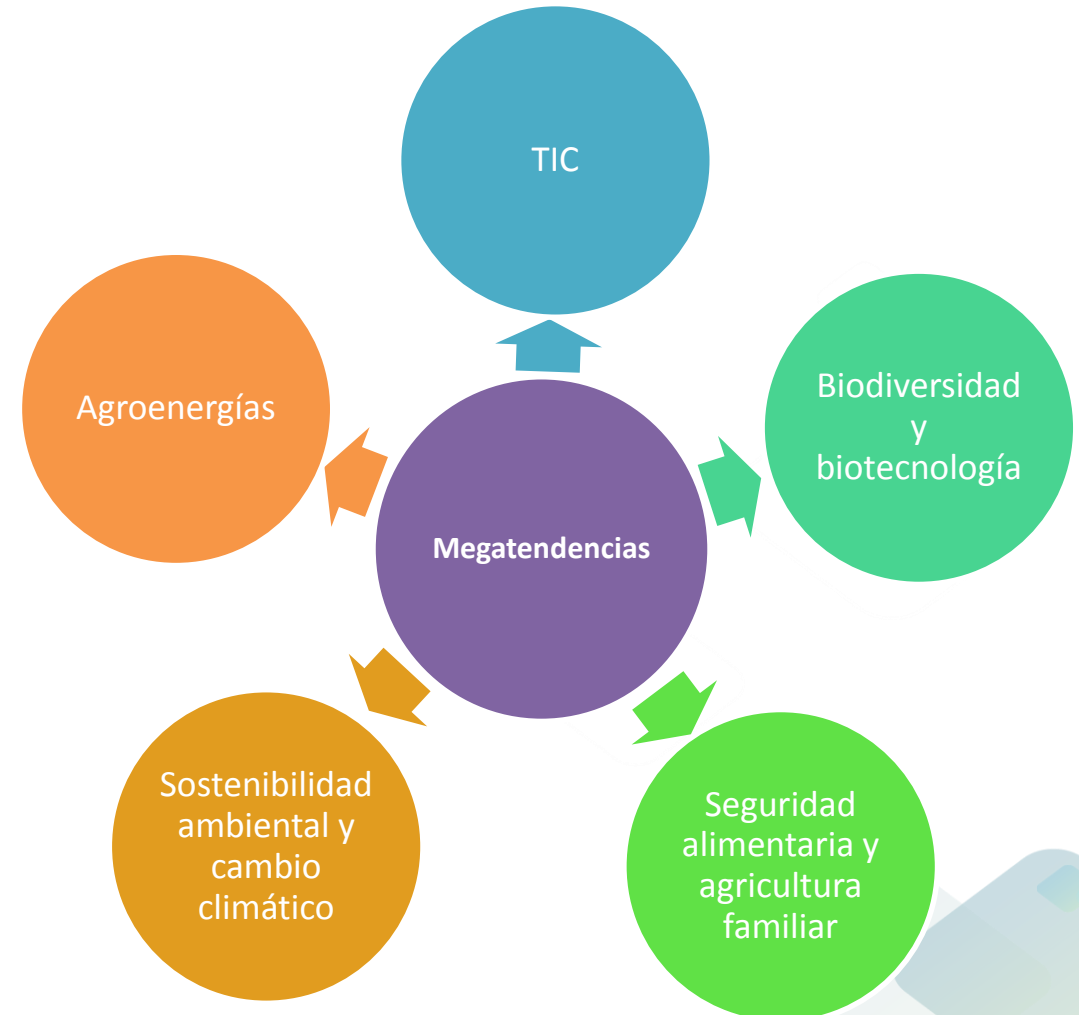 TIC
Biodiversidad
y
biotecnología
Agroenergías
Megatendencias
Sostenibilidad
ambiental y
cambio
climático
Seguridad
alimentaria y
agricultura
familiar